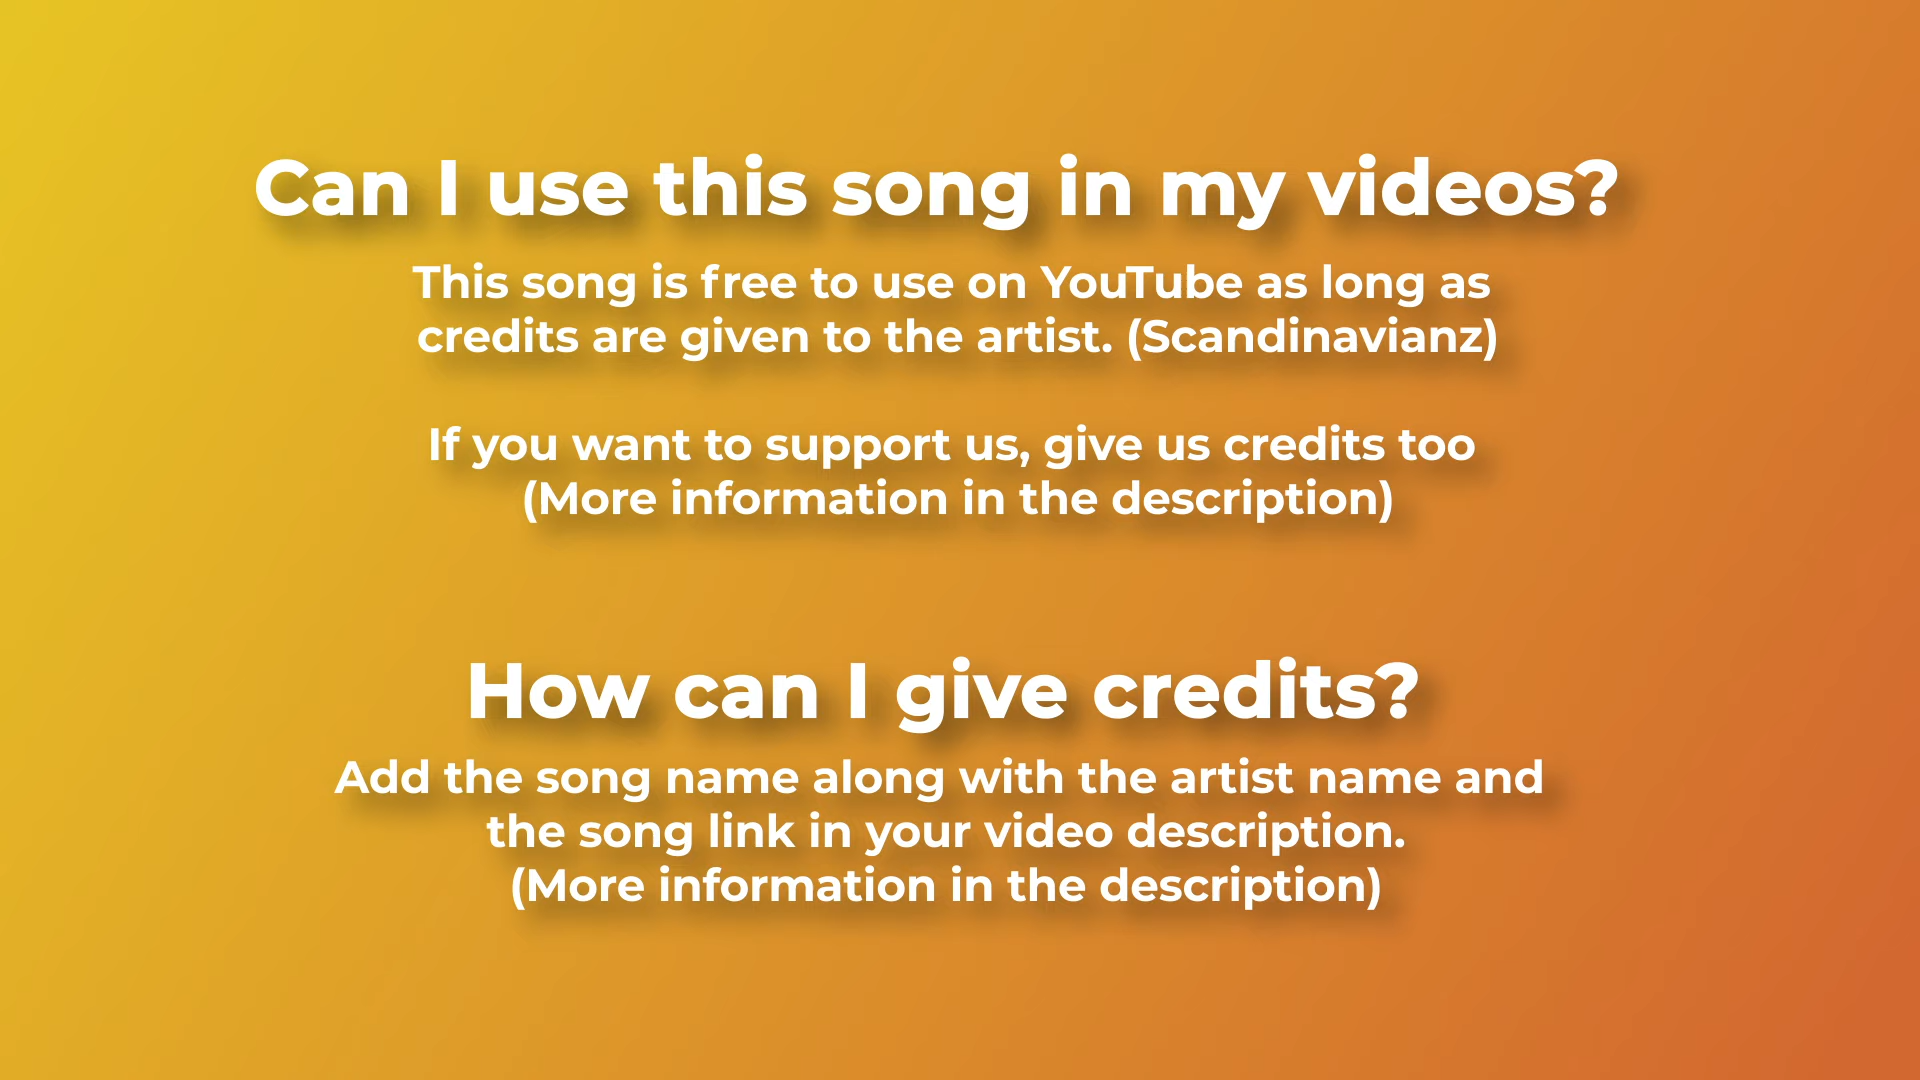 Can I use this song in my videos?
This song is free to use on YouTube as long as
credits are given to the artist. (Scandinavianz)
If you want to support us, give us credits too
(More information in the description)
How can I give credits?
Add the song name along with the artist name and
the song link in your video description.
(More information in the description)